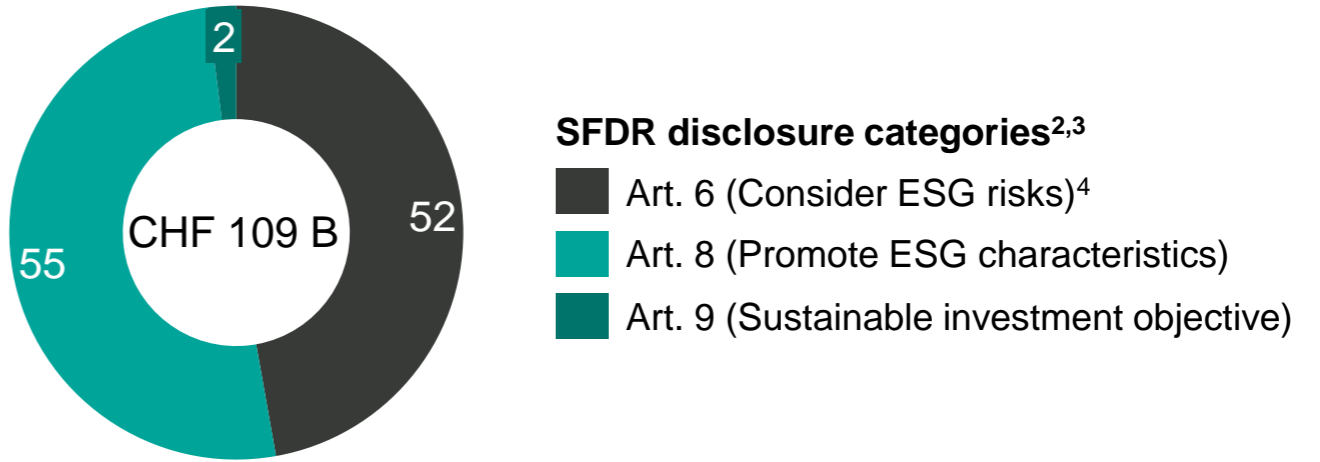 2
52
CHF 109 B
55
SFDR disclosure categories2,3
Art. 6 (Consider ESG risks)4
Art. 8 (Promote ESG characteristics)
Art. 9 (Sustainable investment objective)